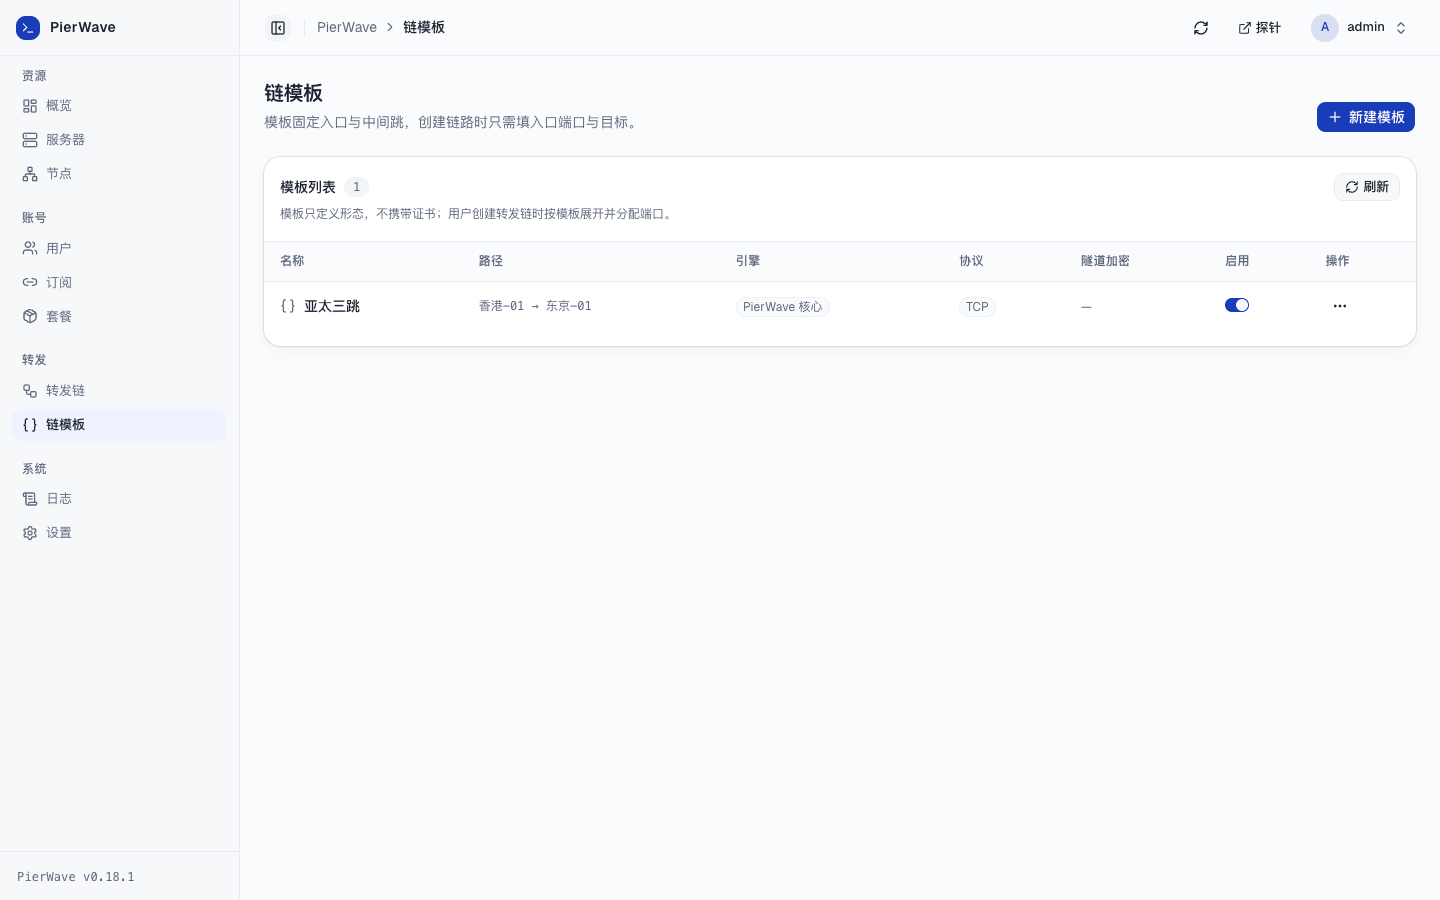 PierWave
资源
概览
服务器
节点
账号
用户
订阅
套餐
转发
转发链
链模板
系统
日志
设置
PierWave v0.18.1
PierWave > 链模板
探针
A admin
链模板
模板固定入口与中间跳，创建链路时只需填入口端口与目标。
新建模板
模板列表 1
刷新
模板只定义形态，不携带证书；用户创建转发链时按模板展开并分配端口。
名称 路径 引擎 协议 隧道加密 启用 操作
{ } 亚太三跳 香港-01 → 东京-01 PierWave 核心 TCP —